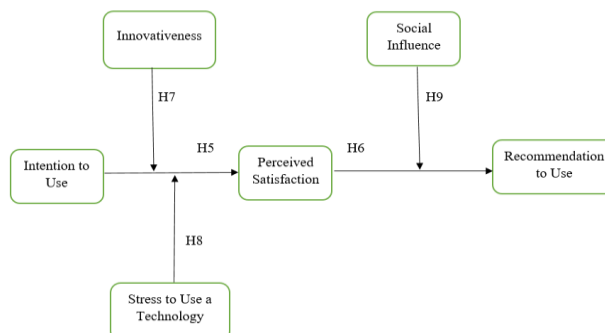 Innovativeness
Social
Influence
H7
H9
Intention to
Use
H5
Perceived
Satisfaction
H6
Recommendation
to Use
H8
Stress to Use a
Technology